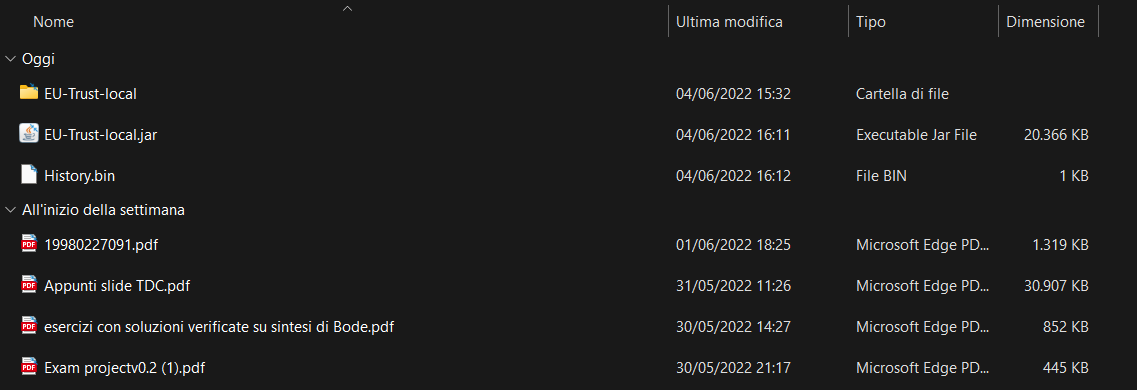 Nome Ultima modifica Tipo Dimensione
Oggi
EU-Trust-local 04/06/2022 15:32 Cartella di file
EU-Trust-local.jar 04/06/2022 16:11 Executable Jar File 20.366 KB
History.bin 04/06/2022 16:12 File BIN 1 KB
All'inizio della settimana
PDF 19980227091.pdf 01/06/2022 18:25 Microsoft Edge PD... 1.319 KB
PDF Appunti slide TDC.pdf 31/05/2022 11:26 Microsoft Edge PD... 30.907 KB
PDF esercizi con soluzioni verificate su sintesi di Bode.pdf 30/05/2022 14:27 Microsoft Edge PD... 852 KB
PDF Exam projectv0.2 (1).pdf 30/05/2022 21:17 Microsoft Edge PD... 445 KB